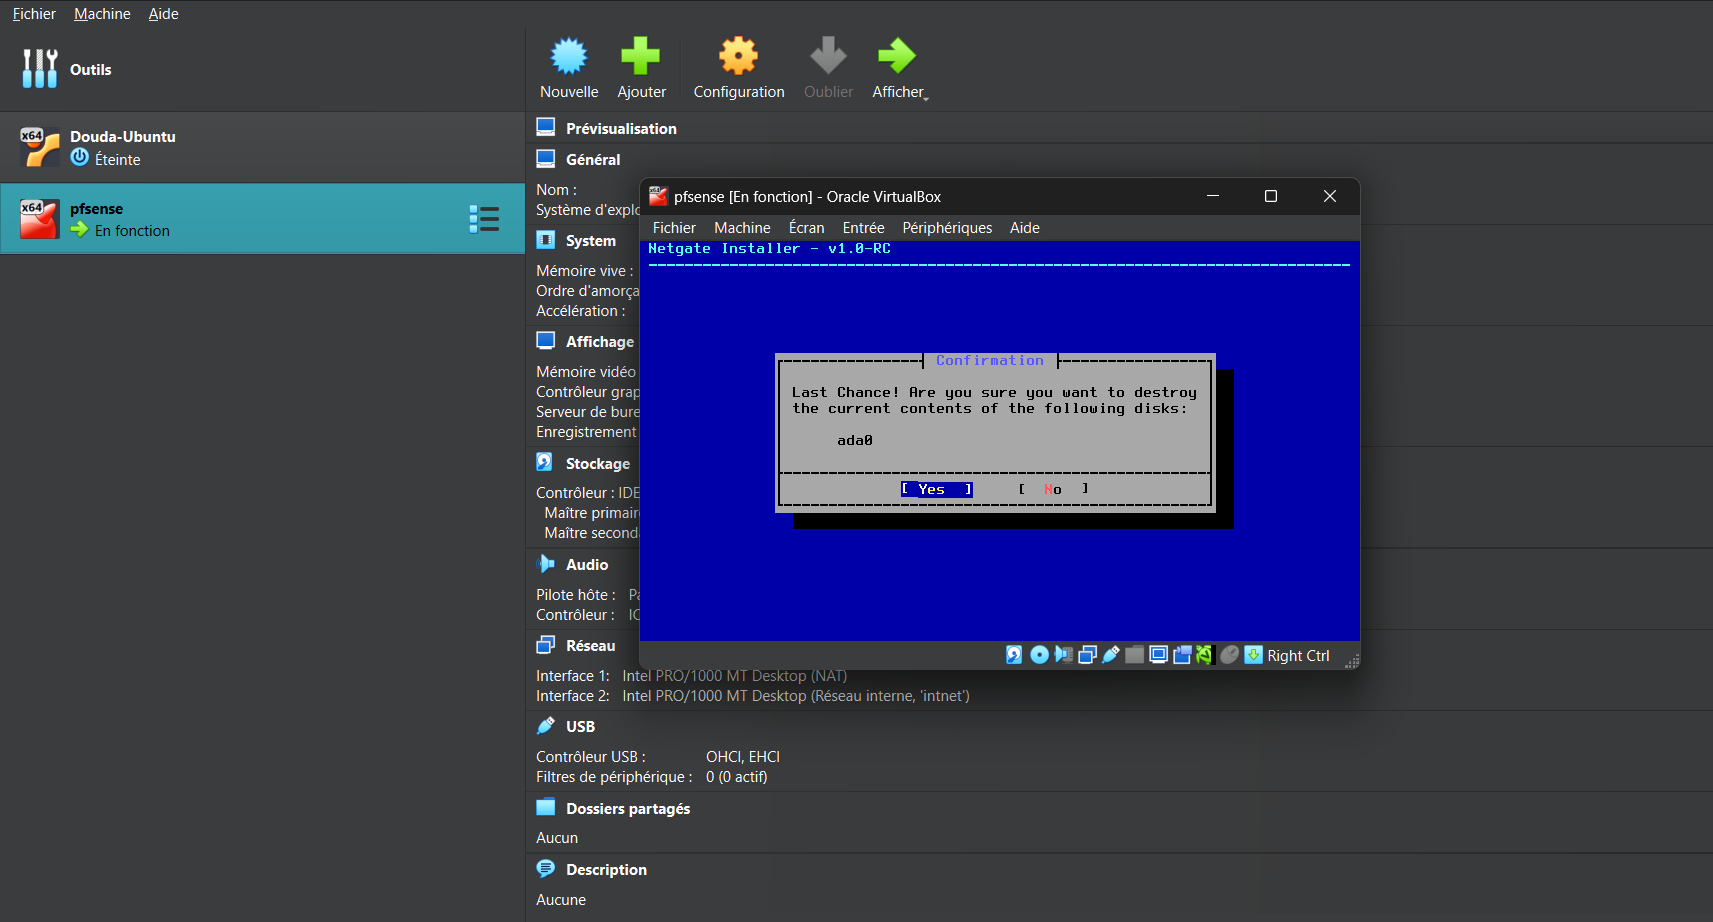 Fichier Machine Aide
Outils
Nouvelle Ajouter Configuration Oublier Afficher
x64 Douda-Ubuntu
Éteinte
x64 pfsense
En fonction
Prévisualisation
Général
Nom :
Système d'explo
System
Mémoire vive :
Ordre d'amorça
Accélération :
Affichage
Mémoire vidéo
Contrôleur grap
Serveur de bure
Enregistrement
Stockage
Contrôleur : IDE
Maître primair
Maître second
Audio
Pilote hôte :
Contrôleur :
Réseau
Interface 1: Intel PRO/1000 MT Desktop (NAT)
Interface 2: Intel PRO/1000 MT Desktop (Réseau interne, 'intnet')
USB
Contrôleur USB : OHCI, EHCI
Filtres de périphérique : 0 (0 actif)
Dossiers partagés
Aucun
Description
Aucune
x64 pfsense [En fonction] - Oracle VirtualBox
Fichier Machine Écran Entrée Périphériques Aide
Netgate Installer - v1.0-RC
Confirmation
Last Chance! Are you sure you want to destroy
the current contents of the following disks:
ada0
[ Yes ] [ No ]
Right Ctrl